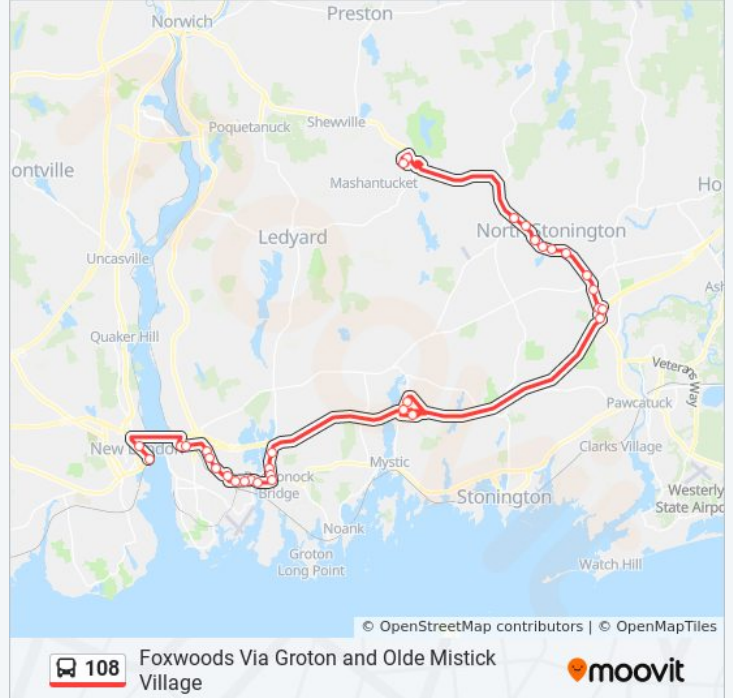 Preston
Norwich
Shewville
Poquetanuck
ontville
Mashantucket
Ho
North Stonington
Ledyard
Uncasville
Ash
Quaker Hill
Veterans Way
Pawcatuck
New London
Clarks Village
Mystic
onock
Bridge
Stonington
Westerly
State Airpo
Noank
Groton
Long Point
Watch Hill
© OpenStreetMap contributors | © OpenMapTiles
108
Foxwoods Via Groton and Olde Mistick
Village
moovit